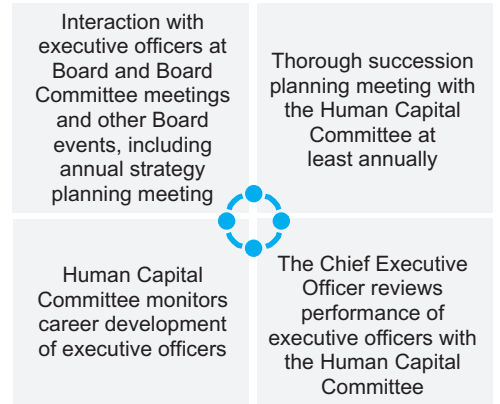 Interaction with
executive officers at
Board and Board
Committee meetings
and other Board
events, including
annual strategy
planning meeting
Thorough succession
planning meeting with
the Human Capital
Committee at
least annually
Human Capital
Committee monitors
career development
of executive officers
The Chief Executive
Officer reviews
performance of
executive officers with
the Human Capital
Committee